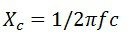 X_c = 1/2πfc